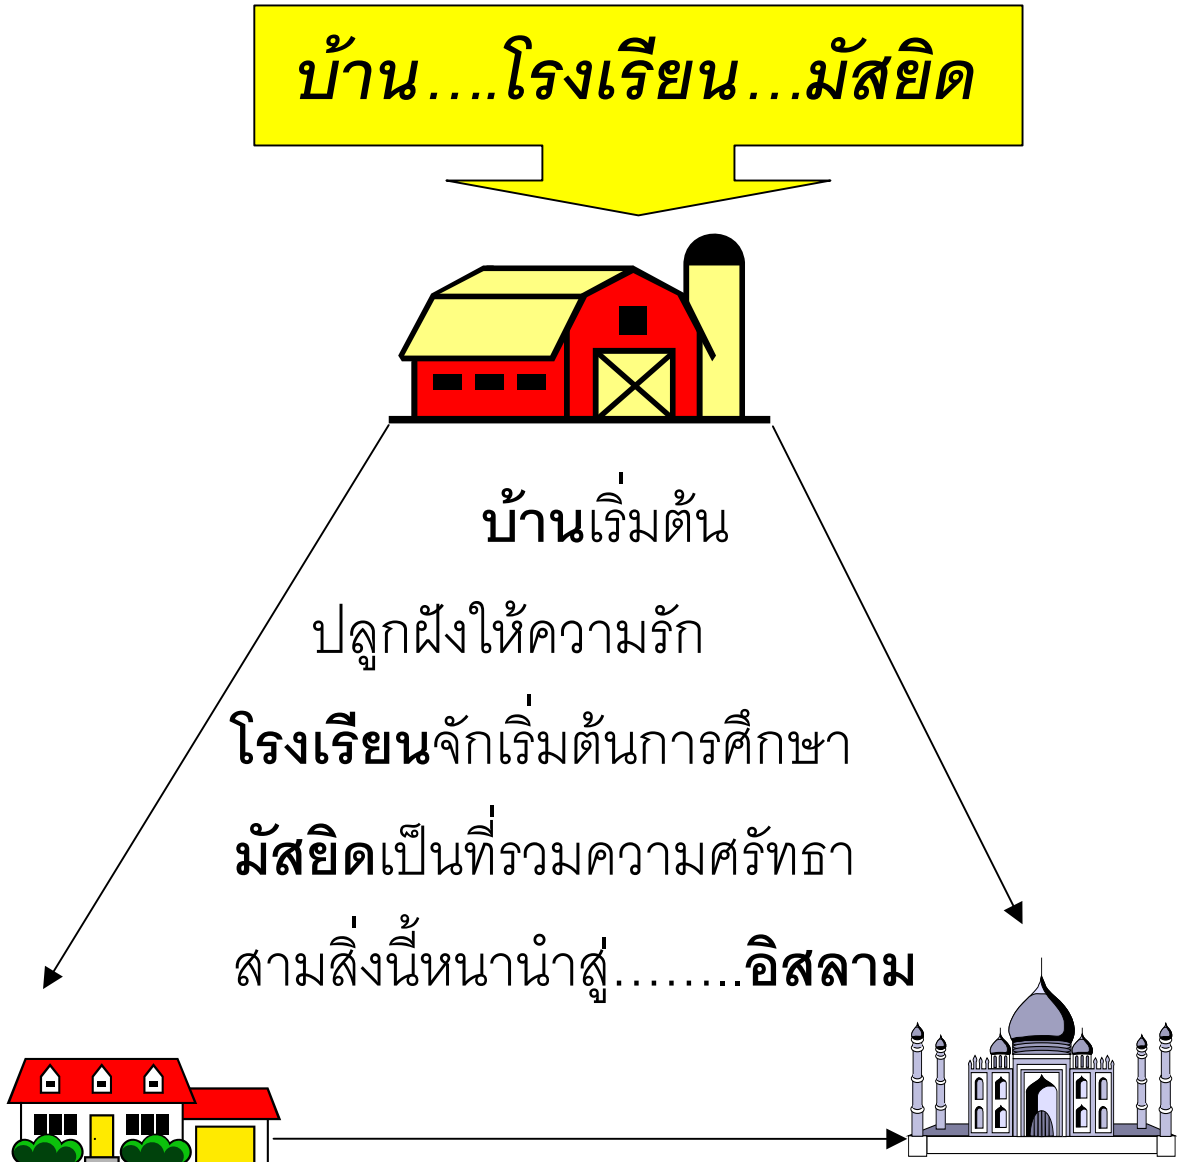 บ้าน....โรงเรียน...มัสยิด
บ้านเริ่มต้น
ปลูกฝังให้ความรัก
โรงเรียนจักเริ่มต้นการศึกษา
มัสยิดเป็นที่รวมความศรัทธา
สามสิ่งนี้หนานำสู่........อิสลาม